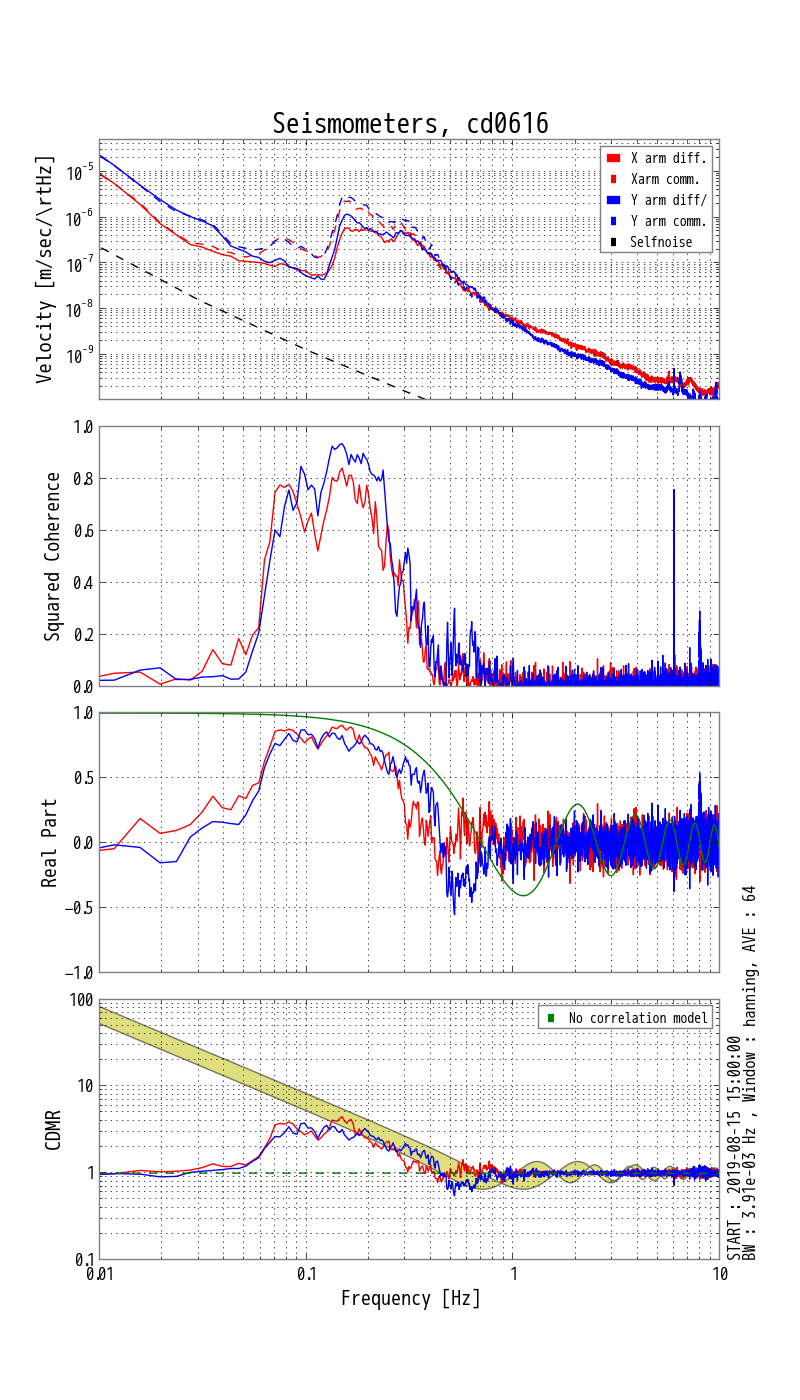 Seismometers, cd0616
Velocity [m/sec/\rtHz]
10^-5
10^-6
10^-7
10^-8
10^-9
X arm diff.
Xarm comm.
Y arm diff/
Y arm comm.
Selfnoise
Squared Coherence
1.0
0.8
0.6
0.4
0.2
0.0
Real Part
1.0
0.5
0.0
−0.5
−1.0
CDMR
100
10
1
0.1
No correlation model
0.01 0.1 1 10
Frequency [Hz]
START : 2019-08-15 15:00:00
BW : 3.91e-03 Hz , Window : hanning, AVE : 64